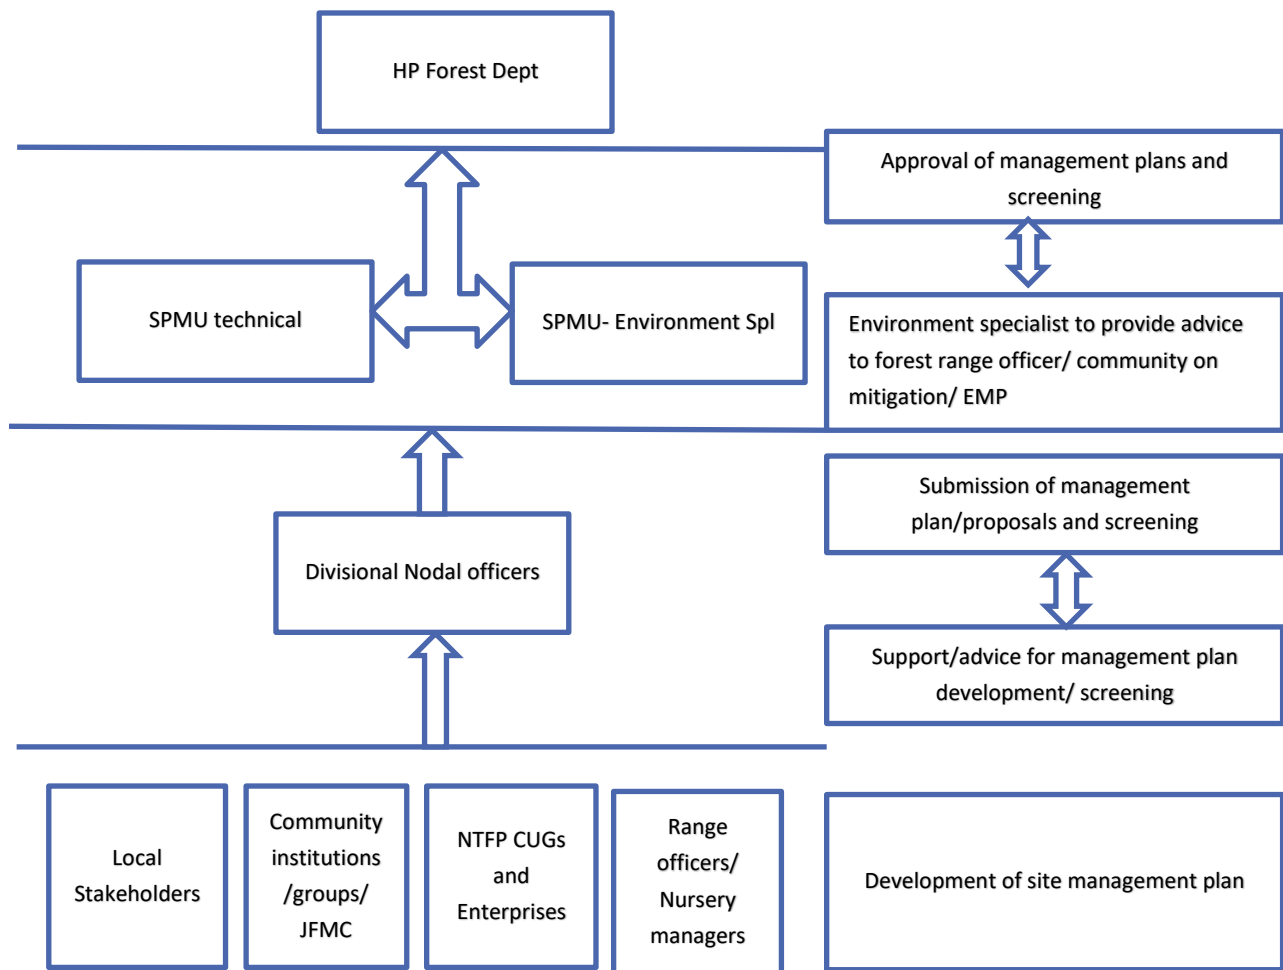 HP Forest Dept
Approval of management plans and
screening
SPMU technical
SPMU- Environment Spl
Environment specialist to provide advice
to forest range officer/ community on
mitigation/ EMP
Submission of management
plan/proposals and screening
Divisional Nodal officers
Support/advice for management plan
development/ screening
Local
Stakeholders
Community
institutions
/groups/
JFMC
NTFP CUGs
and
Enterprises
Range
officers/
Nursery
managers
Development of site management plan